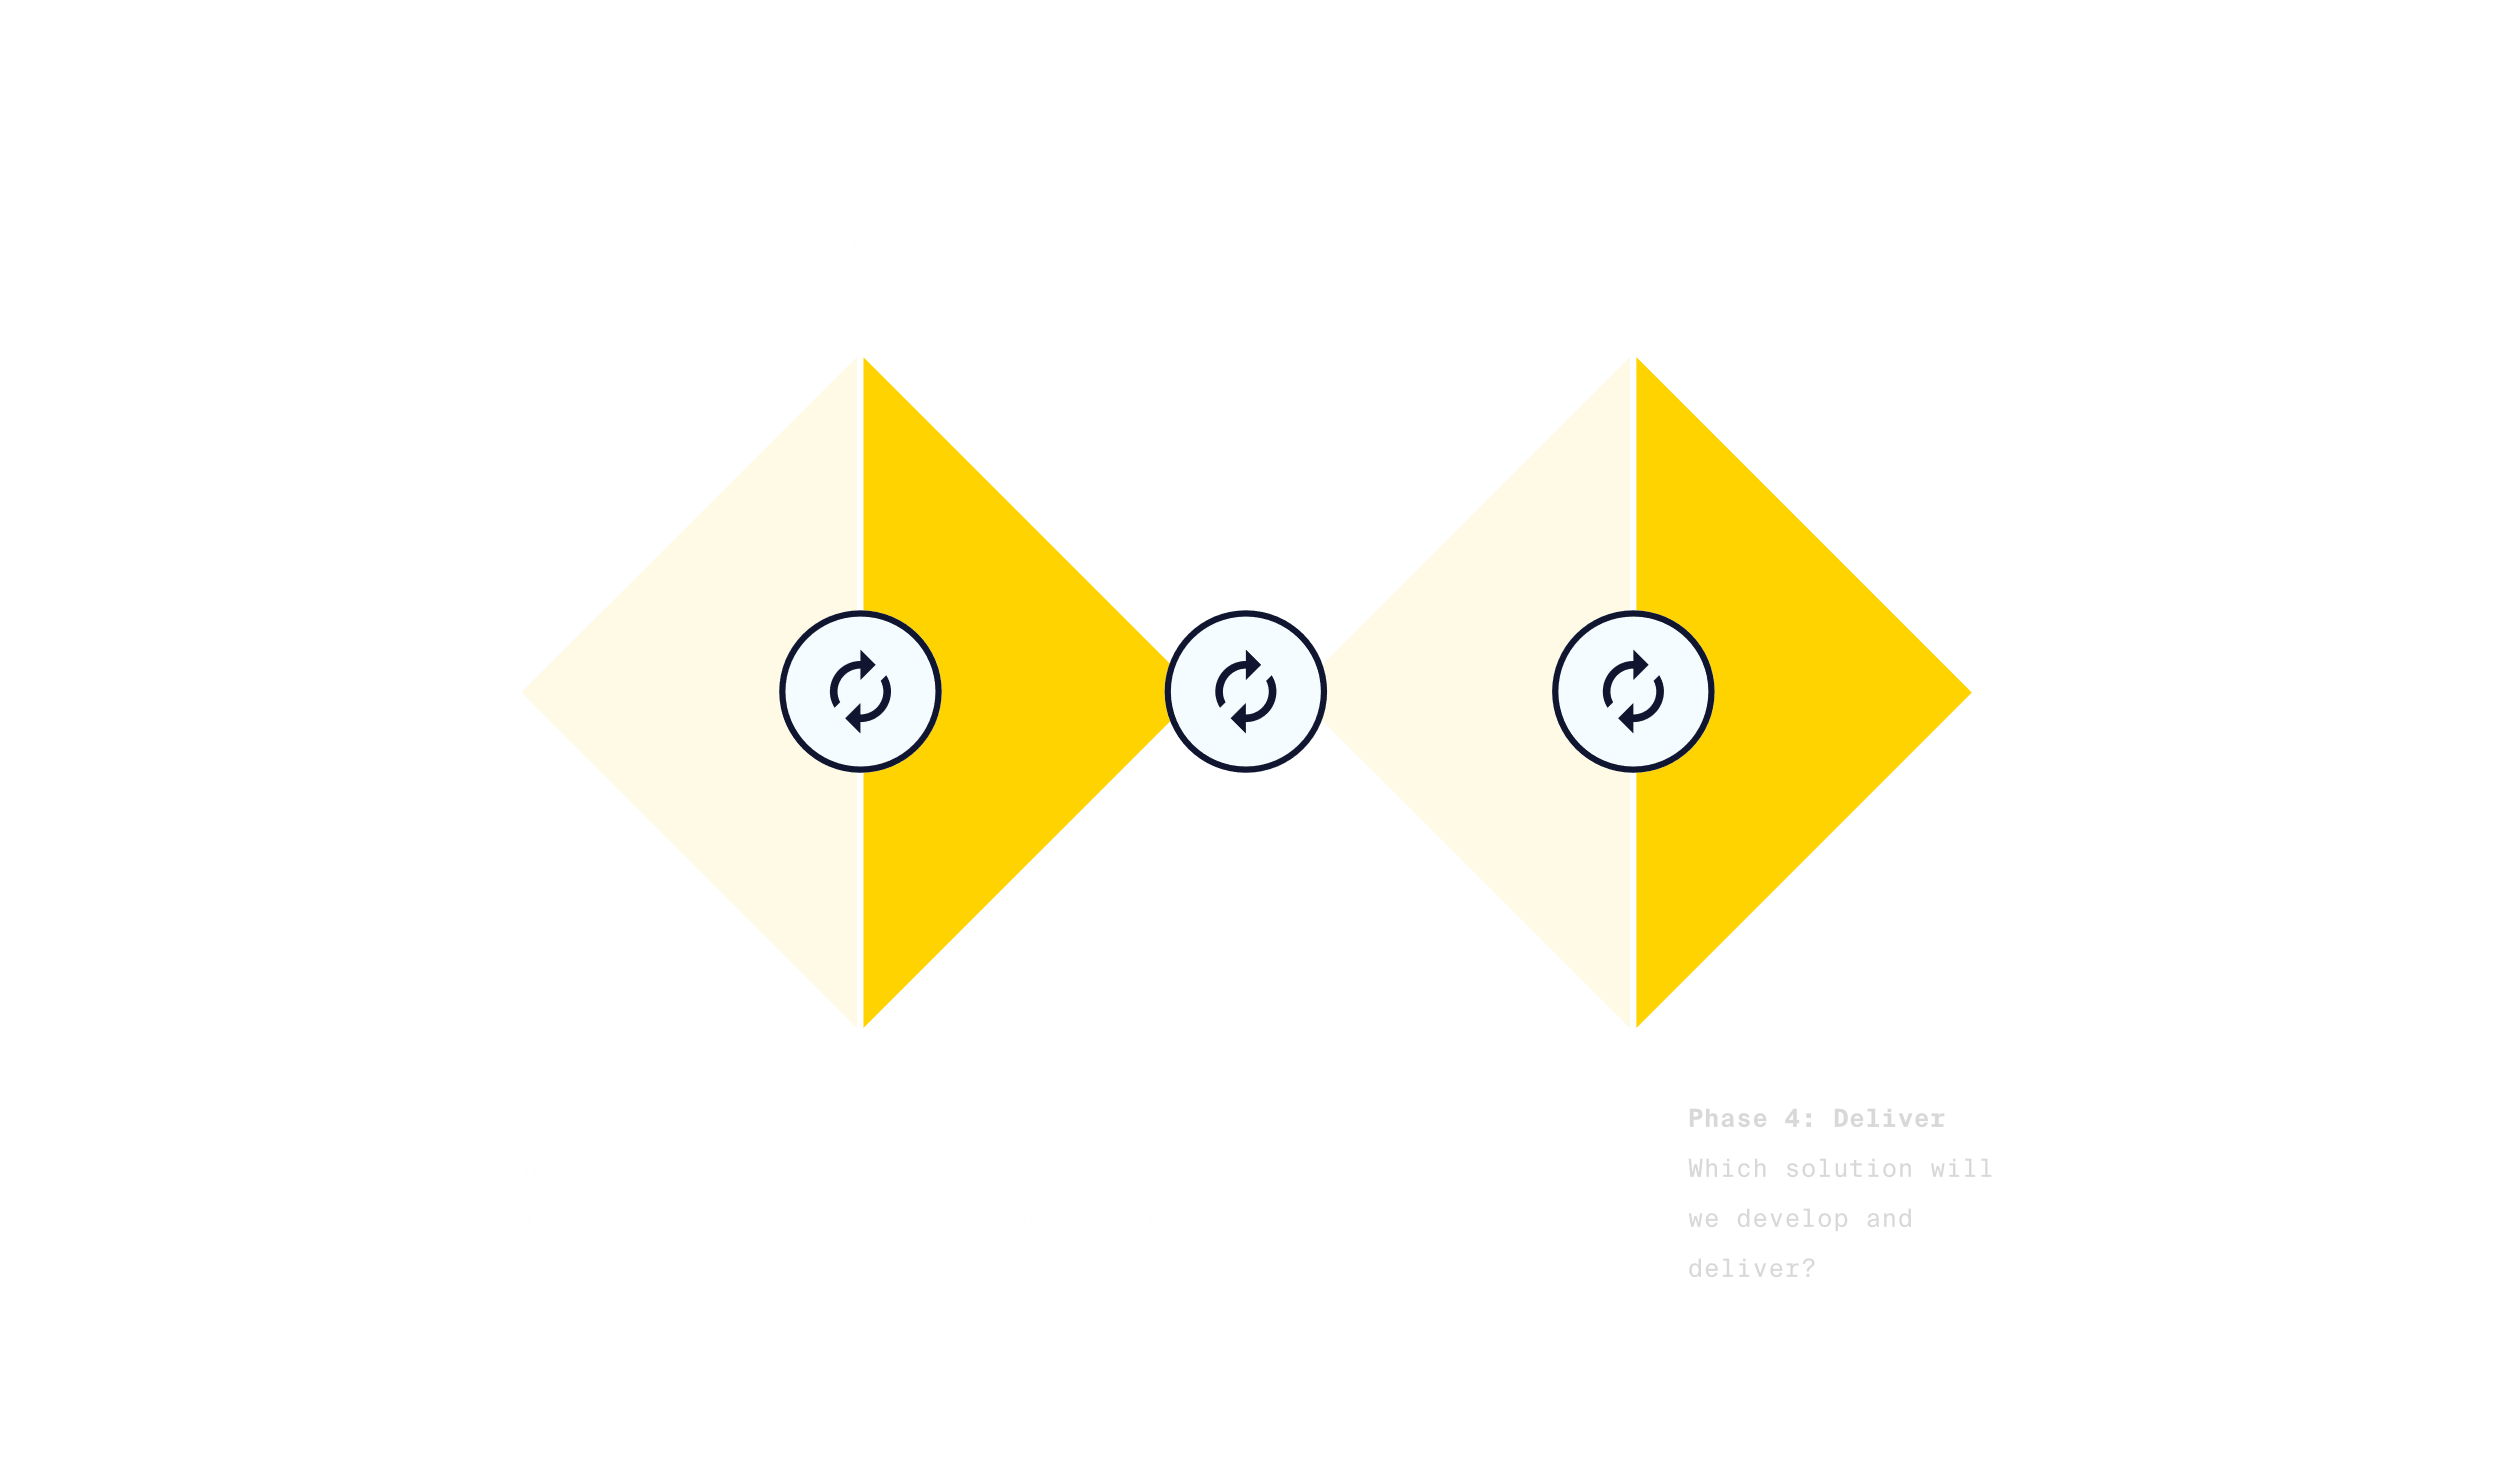 Phase 4: Deliver
Which solution will
we develop and
deliver?